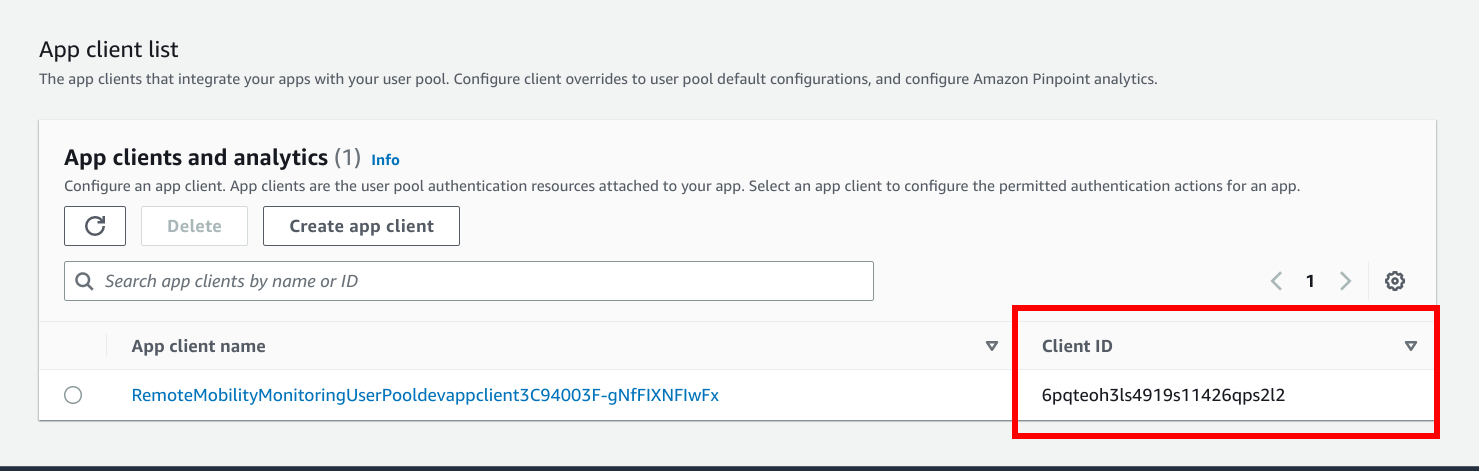 App client list
The app clients that integrate your apps with your user pool. Configure client overrides to user pool default configurations, and configure Amazon Pinpoint analytics.
App clients and analytics (1) Info
Configure an app client. App clients are the user pool authentication resources attached to your app. Select an app client to configure the permitted authentication actions for an app.
Delete Create app client
Search app clients by name or ID 1
App client name Client ID
RemoteMobilityMonitoringUserPooldevappclient3C94003F-gNfFIXNFIwFx 6pqteoh3ls4919s11426qps2l2